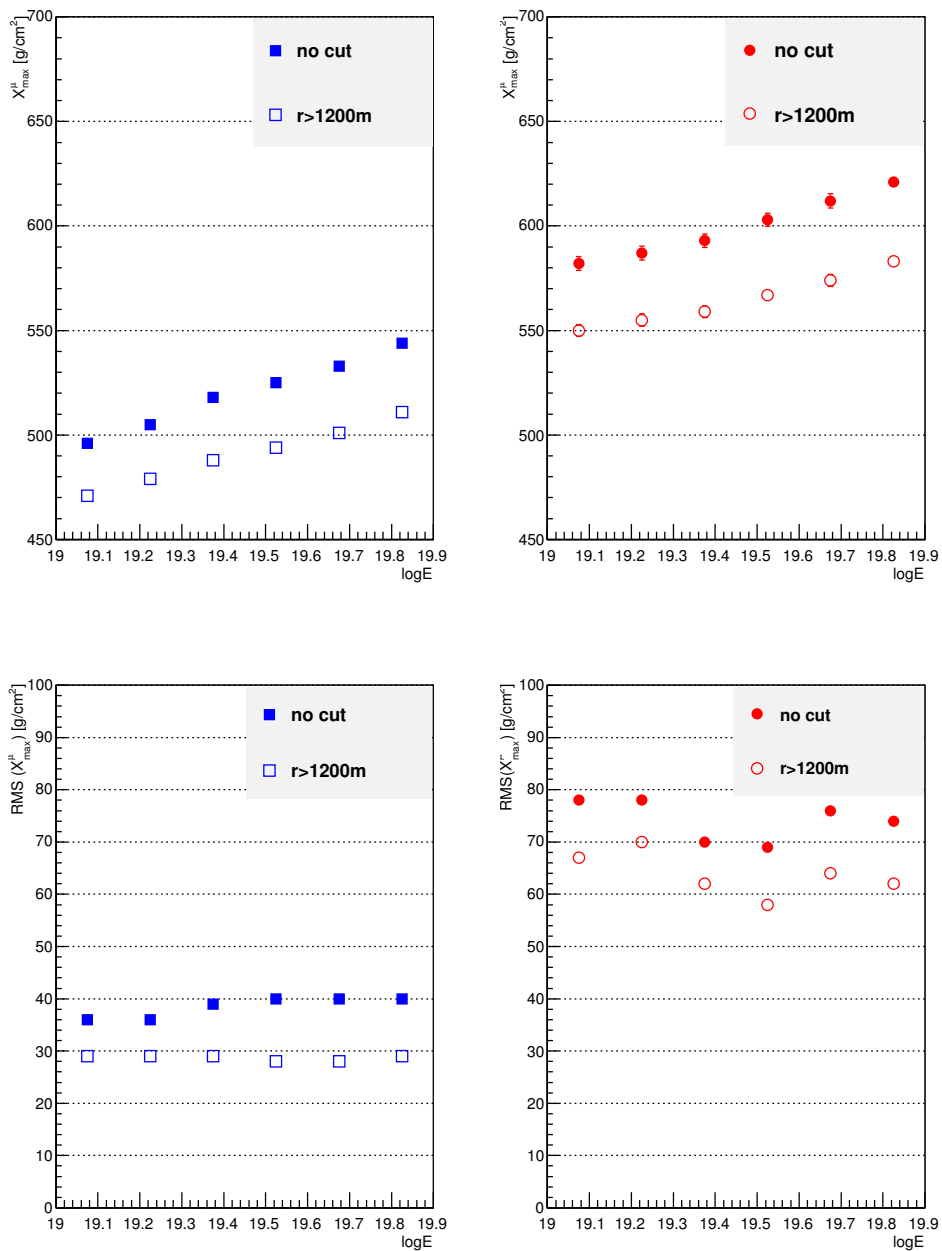 X^μ_max [g/cm²]
700
650
600
550
500
450
no cut
r>1200m
19 19.1 19.2 19.3 19.4 19.5 19.6 19.7 19.8 19.9
logE
X^μ_max [g/cm²]
700
650
600
550
500
450
no cut
r>1200m
19 19.1 19.2 19.3 19.4 19.5 19.6 19.7 19.8 19.9
logE
RMS (X^μ_max) [g/cm²]
100
90
80
70
60
50
40
30
20
10
0
no cut
r>1200m
19 19.1 19.2 19.3 19.4 19.5 19.6 19.7 19.8 19.9
logE
RMS(X_max) [g/cm²]
100
90
80
70
60
50
40
30
20
10
0
no cut
r>1200m
19 19.1 19.2 19.3 19.4 19.5 19.6 19.7 19.8 19.9
logE